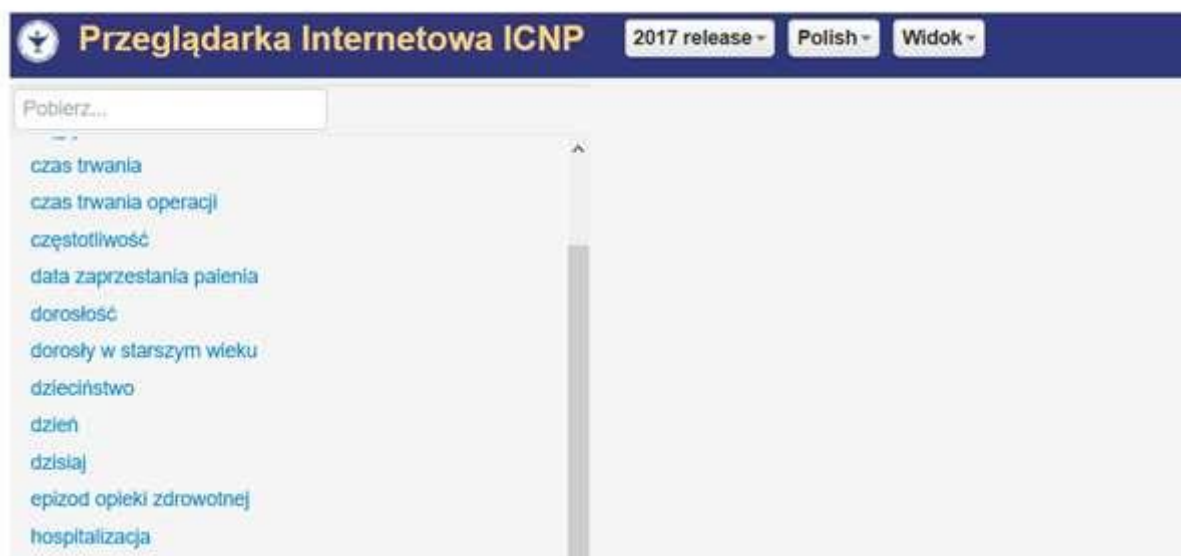 Przeglądarka Internetowa ICNP 2017 release Polish Widok
Pobierz...
czas trwania
czas trwania operacji
częstotliwość
data zaprzestania palenia
dorosłość
dorosły w starszym wieku
dzieciństwo
dzień
dzisiaj
epizod opieki zdrowotnej
hospitalizacja